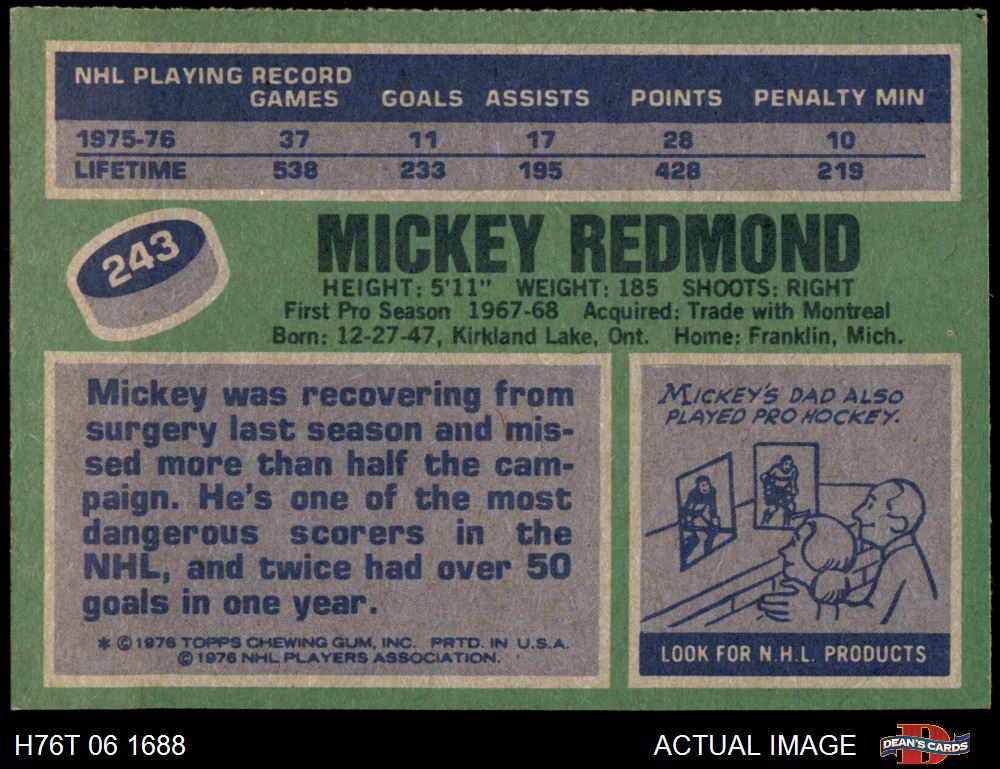 NHL PLAYING RECORD
GAMES GOALS ASSISTS POINTS PENALTY MIN
1975-76 37 11 17 28 10
LIFETIME 538 233 195 428 219
243
MICKEY REDMOND
HEIGHT: 5'11" WEIGHT: 185 SHOOTS: RIGHT
First Pro Season 1967-68 Acquired: Trade with Montreal
Born: 12-27-47, Kirkland Lake, Ont. Home: Franklin, Mich.
Mickey was recovering from
surgery last season and mis-
sed more than half the cam-
paign. He's one of the most
dangerous scorers in the
NHL, and twice had over 50
goals in one year.
* © 1976 TOPPS CHEWING GUM, INC. PRTD. IN U.S.A.
© 1976 NHL PLAYERS ASSOCIATION.
MICKEY'S DAD ALSO
PLAYED PRO HOCKEY.
LOOK FOR N.H.L. PRODUCTS
H76T 06 1688
ACTUAL IMAGE
D
DEAN'S CARDS